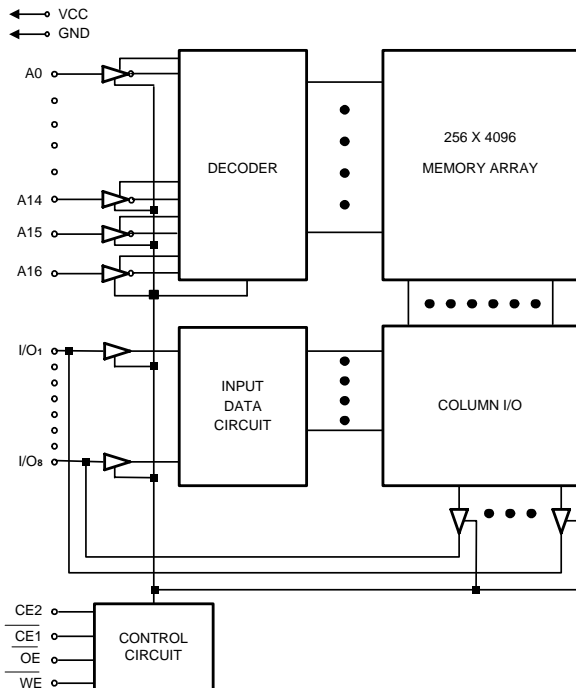 VCC
GND
A0
DECODER
256 X 4096
MEMORY ARRAY
A14
A15
A16
I/O1
INPUT
DATA
CIRCUIT
COLUMN I/O
I/O8
CE2
CE1
OE
WE
CONTROL
CIRCUIT